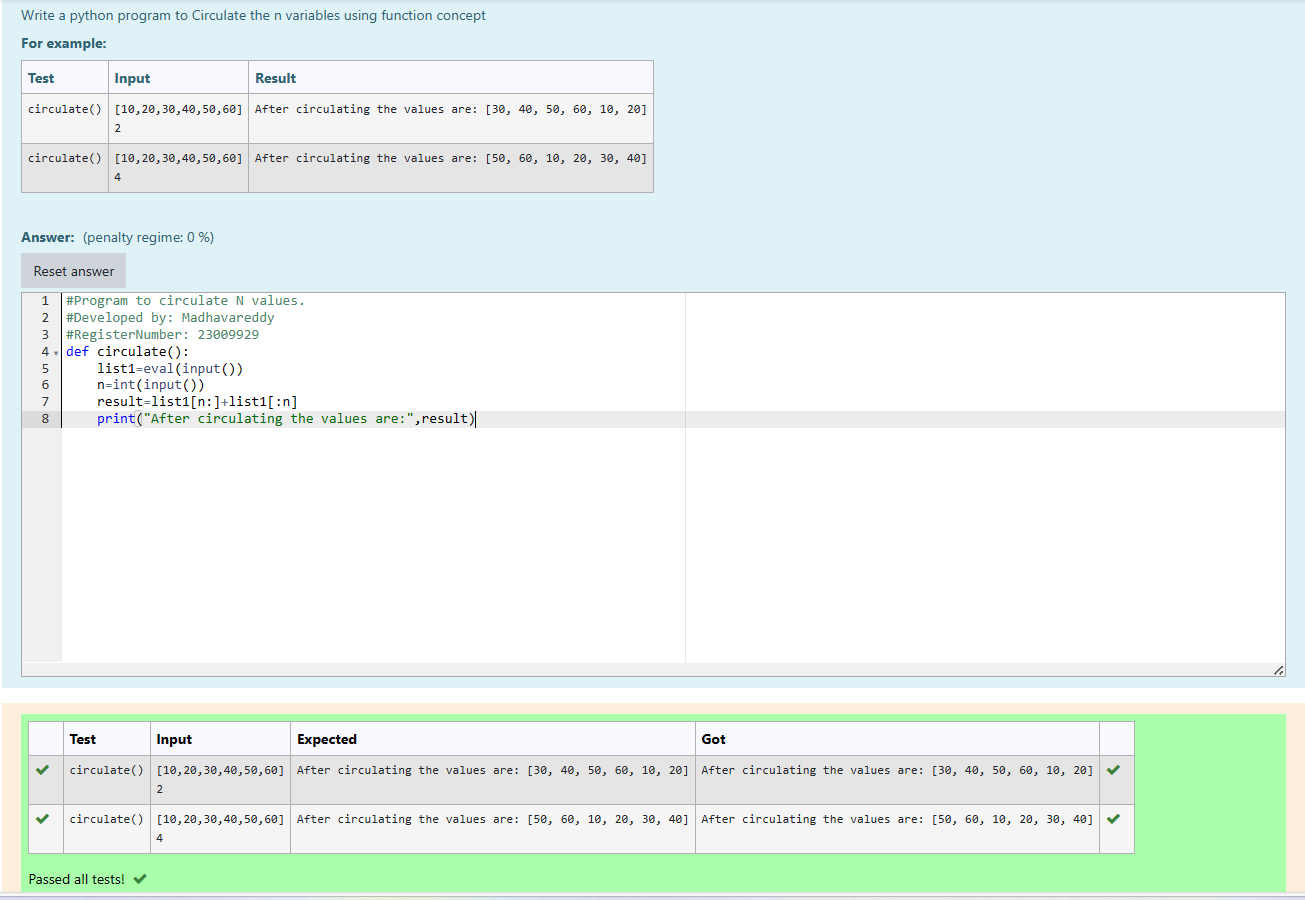 Write a python program to Circulate the n variables using function concept
For example:
Test Input Result
circulate() [10,20,30,40,50,60] After circulating the values are: [30, 40, 50, 60, 10, 20]
2
circulate() [10,20,30,40,50,60] After circulating the values are: [50, 60, 10, 20, 30, 40]
4
Answer: (penalty regime: 0 %)
Reset answer
1 #Program to circulate N values.
2 #Developed by: Madhavareddy
3 #RegisterNumber: 23009929
4 def circulate():
5 list1=eval(input())
6 n=int(input())
7 result=list1[n:]+list1[:n]
8 print("After circulating the values are:",result)
Test Input Expected Got
circulate() [10,20,30,40,50,60] After circulating the values are: [30, 40, 50, 60, 10, 20] After circulating the values are: [30, 40, 50, 60, 10, 20]
2
circulate() [10,20,30,40,50,60] After circulating the values are: [50, 60, 10, 20, 30, 40] After circulating the values are: [50, 60, 10, 20, 30, 40]
4
Passed all tests!